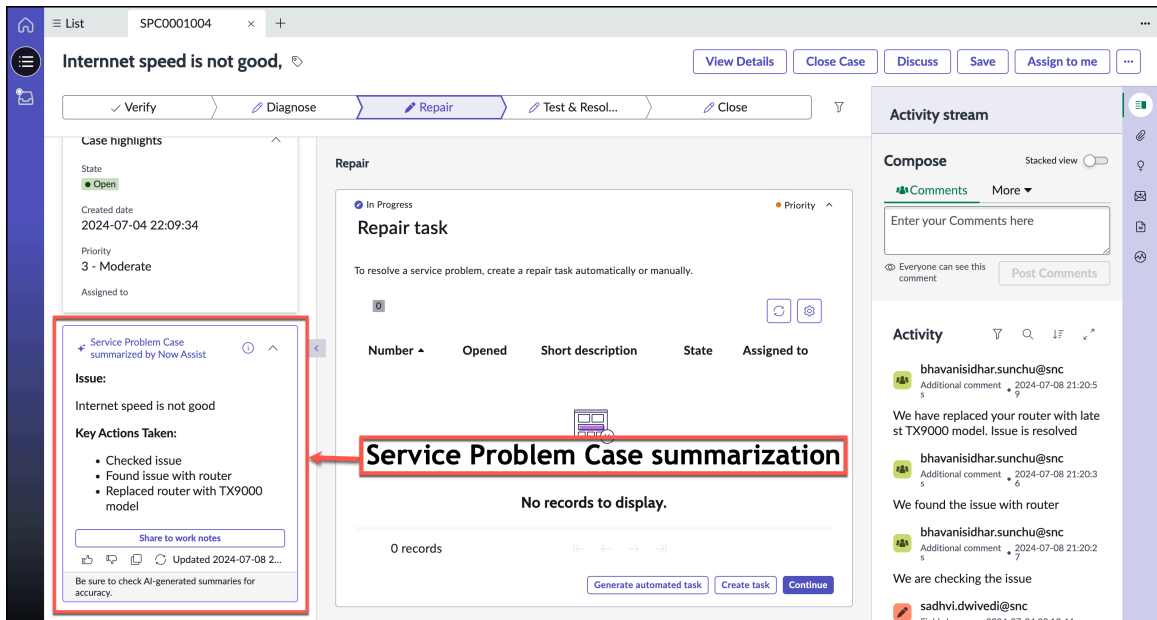 List
SPC0001004
Internnet speed is not good,
View Details
Close Case
Discuss
Save
Assign to me
Verify
Diagnose
Repair
Test & Resol...
Close
Case highlights
State
Open
Created date
2024-07-04 22:09:34
Priority
3 - Moderate
Assigned to
Service Problem Case
summarized by Now Assist
Issue:
Internet speed is not good
Key Actions Taken:
• Checked issue
• Found issue with router
• Replaced router with TX9000
model
Share to work notes
Updated 2024-07-08 2...
Be sure to check AI-generated summaries for
accuracy.
Repair
In Progress
Priority
Repair task
To resolve a service problem, create a repair task automatically or manually.
0
Number
Opened
Short description
State
Assigned to
Service Problem Case summarization
No records to display.
0 records
Generate automated task
Create task
Continue
Activity stream
Compose
Stacked view
Comments
More
Enter your Comments here
Everyone can see this
comment
Post Comments
Activity
bhavanisidhar.sunchu@snc
Additional comment • 2024-07-08 21:20:5
s 9
We have replaced your router with late
st TX9000 model. Issue is resolved
bhavanisidhar.sunchu@snc
Additional comment • 2024-07-08 21:20:3
s 6
We found the issue with router
bhavanisidhar.sunchu@snc
Additional comment • 2024-07-08 21:20:2
s 7
We are checking the issue
sadhvi.dwivedi@snc